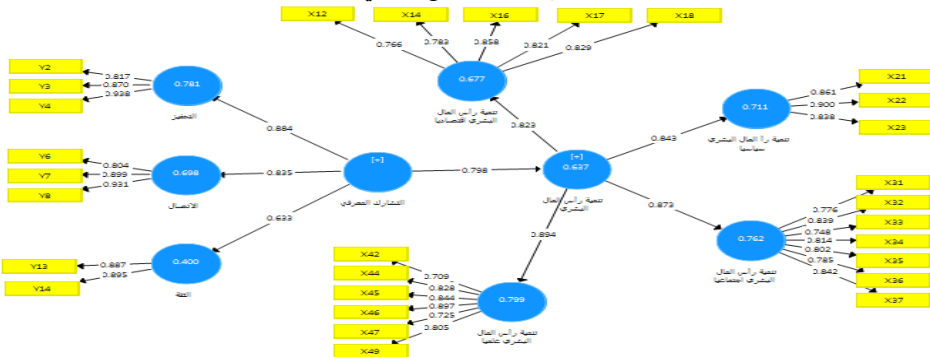 X12
X14
X16
X17
X18
0.766
0.783
0.858
0.821
0.829
0.677
تنمية رأس المال
البشري اقتصاديا
Y2
Y3
Y4
0.817
0.870
0.938
0.781
التحفيز
0.884
0.823
X21
X22
X23
0.861
0.900
0.838
0.711
تنمية رأ المال البشري
سياسيا
0.843
Y6
Y7
Y8
0.804
0.899
0.931
0.698
الاتصال
0.835
[+]
التشارك المعرفي
0.798
[+]
0.637
تنمية رأس المال
البشري
0.873
0.633
0.894
X31
X32
X33
X34
X35
X36
X37
0.776
0.839
0.748
0.814
0.802
0.785
0.842
0.762
تنمية رأس المال
البشري اجتماعيا
Y13
Y14
0.887
0.895
0.400
الثقة
X42
X44
X45
X46
X47
X49
0.709
0.828
0.844
0.897
0.725
0.805
0.799
تنمية رأس المال
البشري علميا